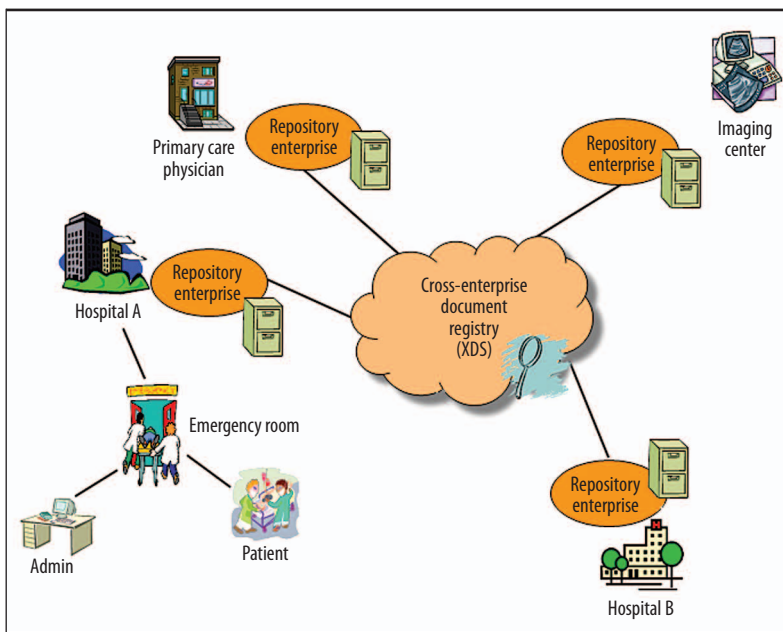 Primary care
physician
Repository
enterprise
Repository
enterprise
Imaging
center
Hospital A
Repository
enterprise
Cross-enterprise
document
registry
(XDS)
Emergency room
Admin
Patient
Repository
enterprise
H
Hospital B